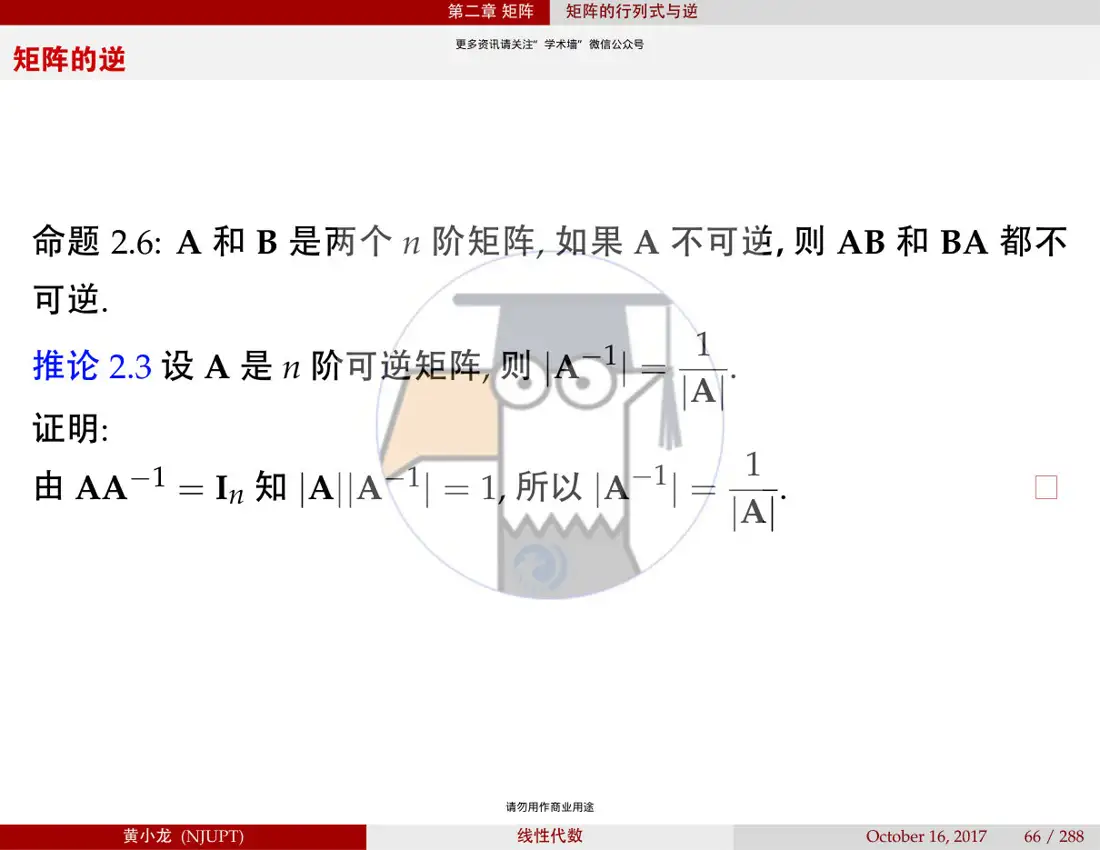 第二章 矩阵 矩阵的行列式与逆
更多资讯请关注“学术墙”微信公众号
矩阵的逆
命题 2.6: A 和 B 是两个 n 阶矩阵, 如果 A 不可逆, 则 AB 和 BA 都不
可逆.
推论 2.3 设 A 是 n 阶可逆矩阵, 则 |A⁻¹| = 1/|A|.
证明:
由 AA⁻¹ = Iₙ 知 |A||A⁻¹| = 1, 所以 |A⁻¹| = 1/|A|. □
请勿用作商业用途
黄小龙 (NJUPT) 线性代数 October 16, 2017 66 / 288